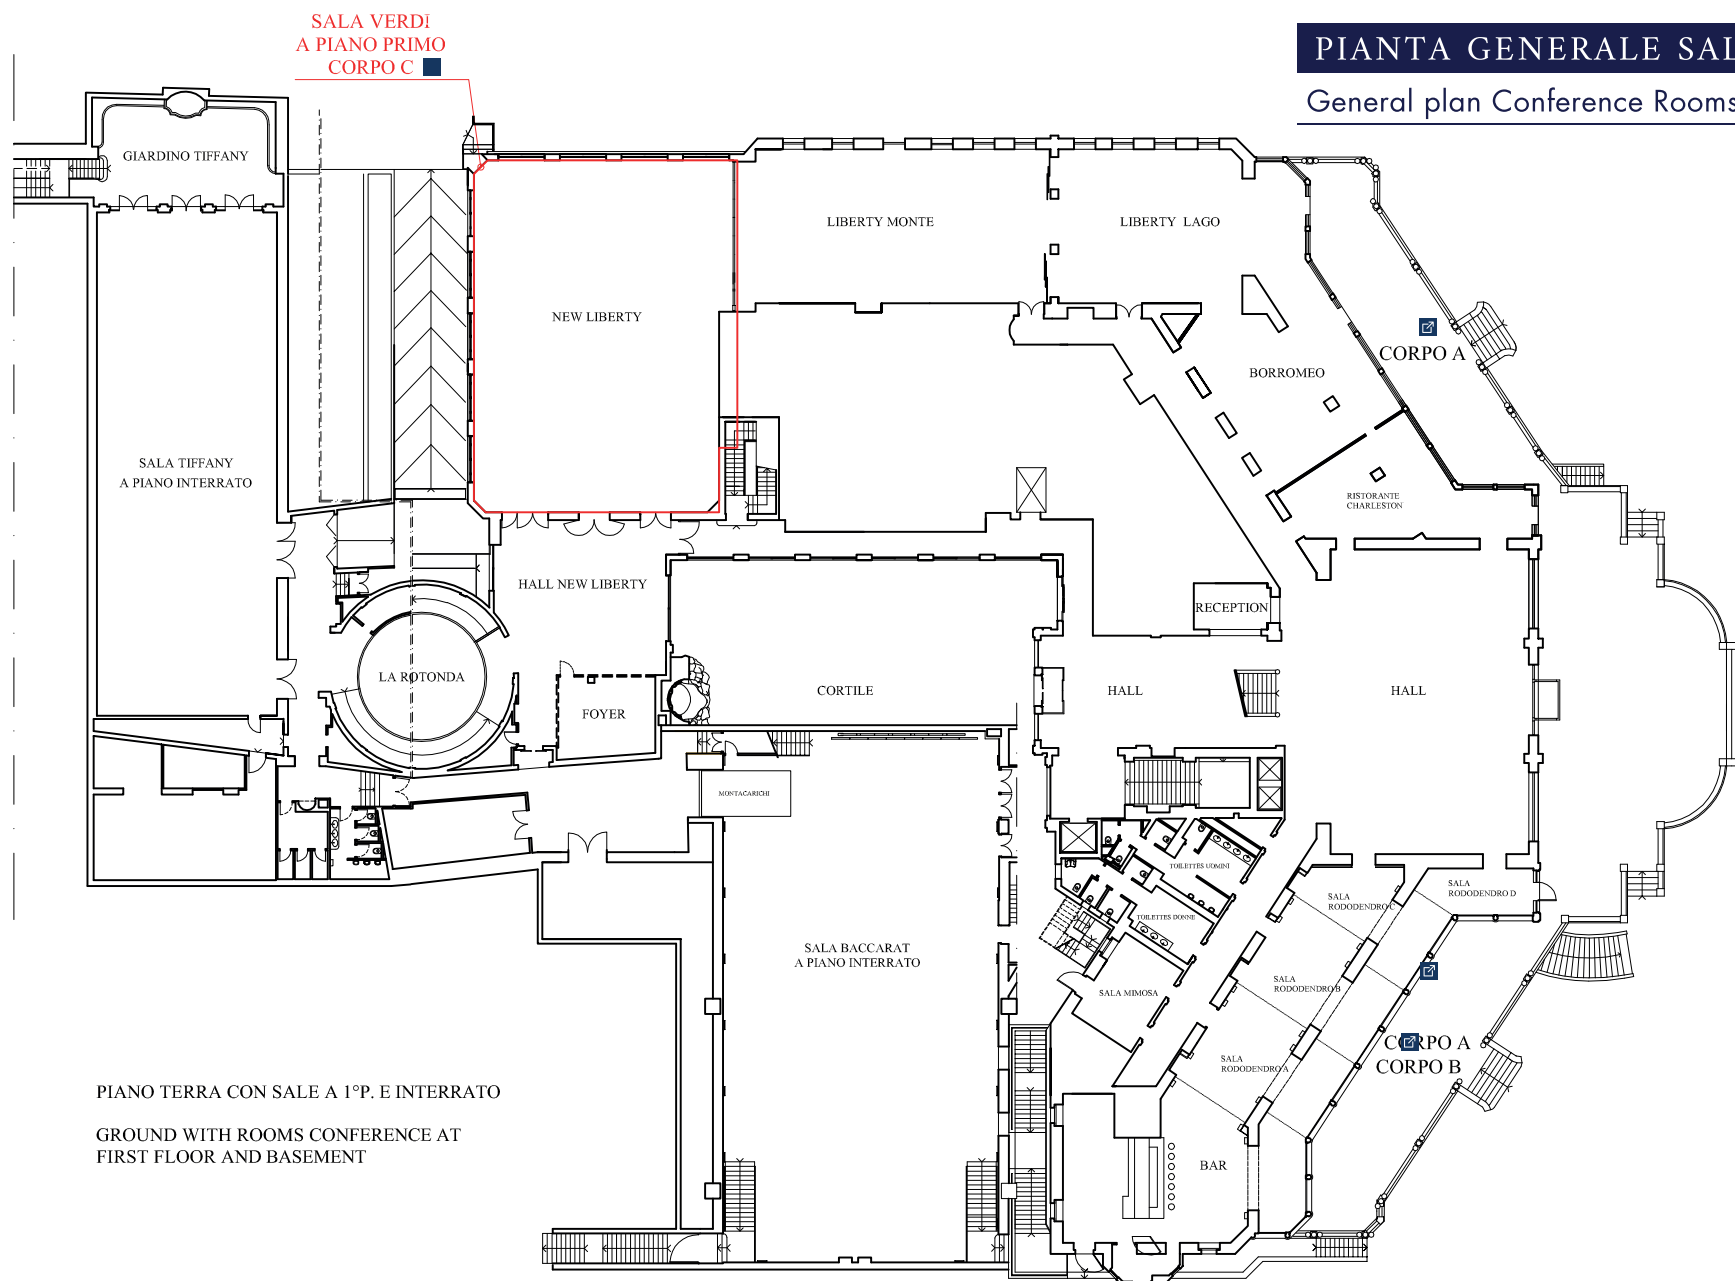 SALA VERDI
A PIANO PRIMO
CORPO C
PIANTA GENERALE SAL
General plan Conference Rooms
GIARDINO TIFFANY
LIBERTY MONTE
LIBERTY LAGO
NEW LIBERTY
CORPO A
BORROMEO
SALA TIFFANY
A PIANO INTERRATO
RISTORANTE
CHARLESTON
HALL NEW LIBERTY
RECEPTION
LA ROTONDA
CORTILE
HALL
HALL
FOYER
MONTACARICHI
TOILETTES UOMINI
SALA
RODODENDRO D
SALA
RODODENDRO C
TOILETTES DONNE
SALA BACCARAT
A PIANO INTERRATO
SALA
RODODENDRO B
SALA MIMOSA
CORPO A
CORPO B
SALA
RODODENDRO A
PIANO TERRA CON SALE A 1°P. E INTERRATO
GROUND WITH ROOMS CONFERENCE AT
FIRST FLOOR AND BASEMENT
BAR